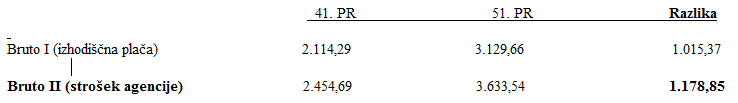 41. PR 51. PR Razlika
Bruto I (izhodiščna plača) 2.114,29 3.129,66 1.015,37
Bruto II (strošek agencije) 2.454,69 3.633,54 1.178,85